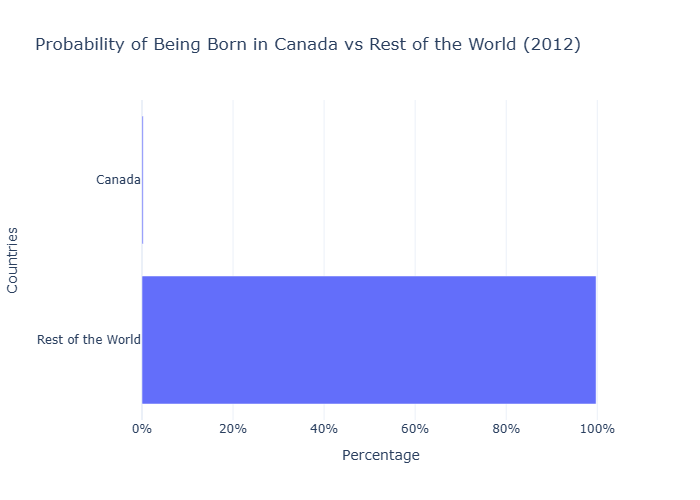 Probability of Being Born in Canada vs Rest of the World (2012)
Canada
Countries
Rest of the World
0% 20% 40% 60% 80% 100%
Percentage